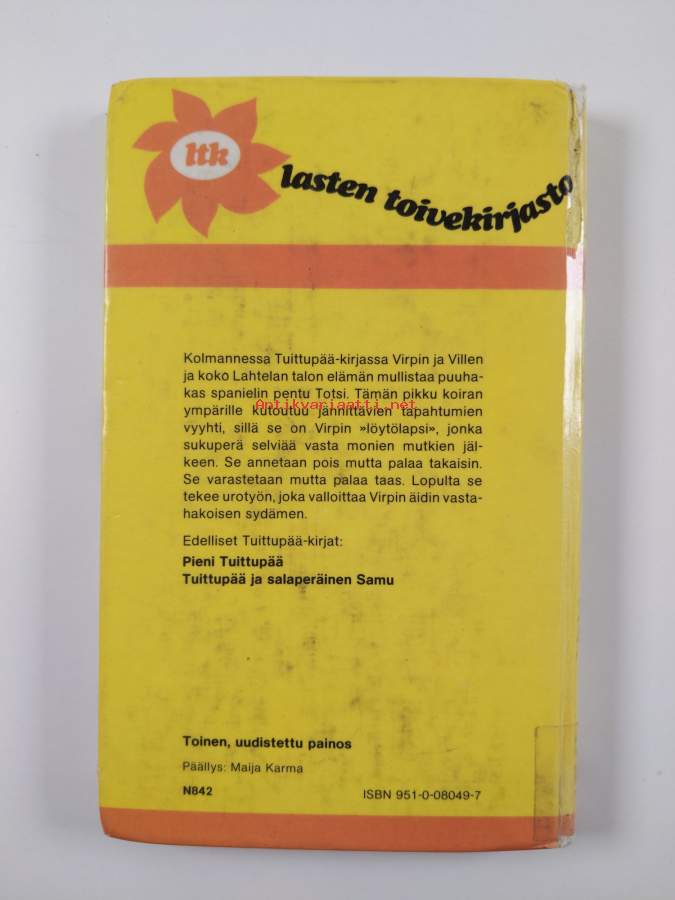 ltk
lasten toivekirjasto
Kolmannessa Tuittupää-kirjassa Virpin ja Villen
ja koko Lahtelan talon elämän mullistaa puuha-
kas spanielin pentu Totsi. Tämän pikku koiran
Antikvariaatti.net
ympärille kutoutuu jännittävien tapahtumien
vyyhti, sillä se on Virpin »löytölapsi», jonka
sukuperä selviää vasta monien mutkien jäl-
keen. Se annetaan pois mutta palaa takaisin.
Se varastetaan mutta palaa taas. Lopulta se
tekee urotyön, joka valloittaa Virpin äidin vasta-
hakoisen sydämen.
Edelliset Tuittupää-kirjat:
Pieni Tuittupää
Tuittupää ja salaperäinen Samu
Toinen, uudistettu painos
Päällys: Maija Karma
N842 ISBN 951-0-08049-7